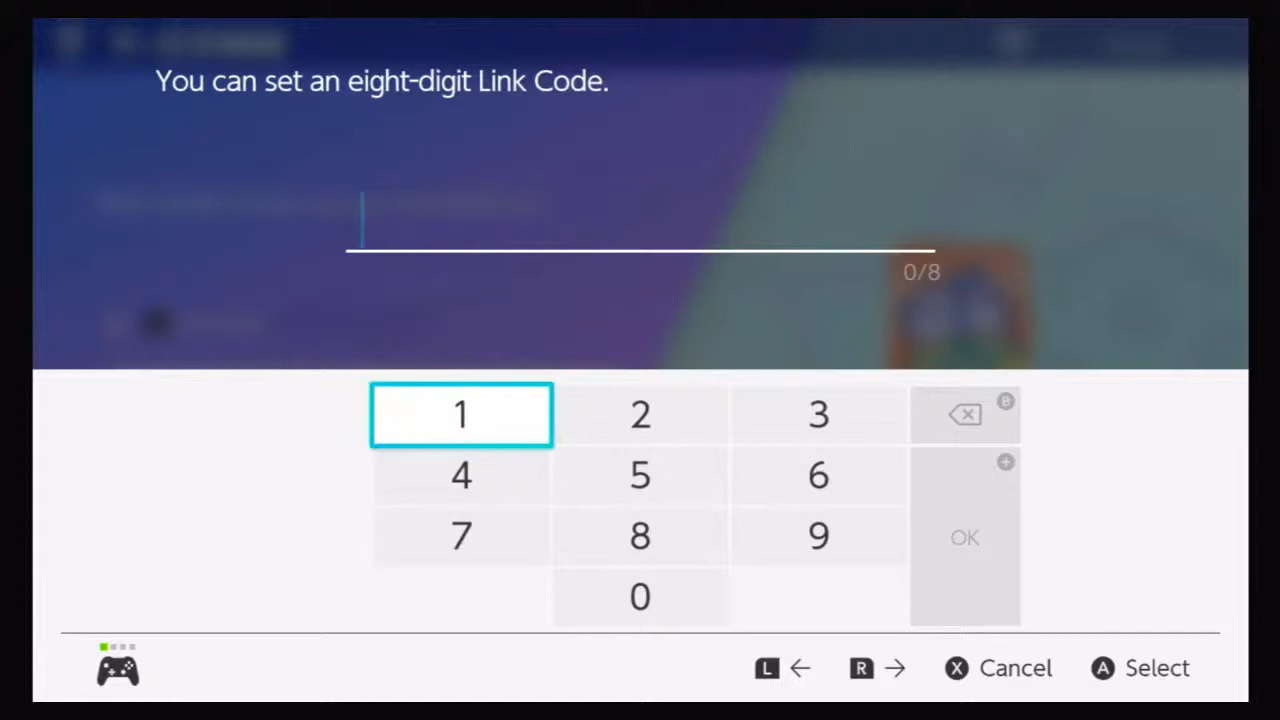 You can set an eight-digit Link Code.
0/8
1 2 3 B
4 5 6 +
OK
7 8 9
0
L ← R → X Cancel A Select